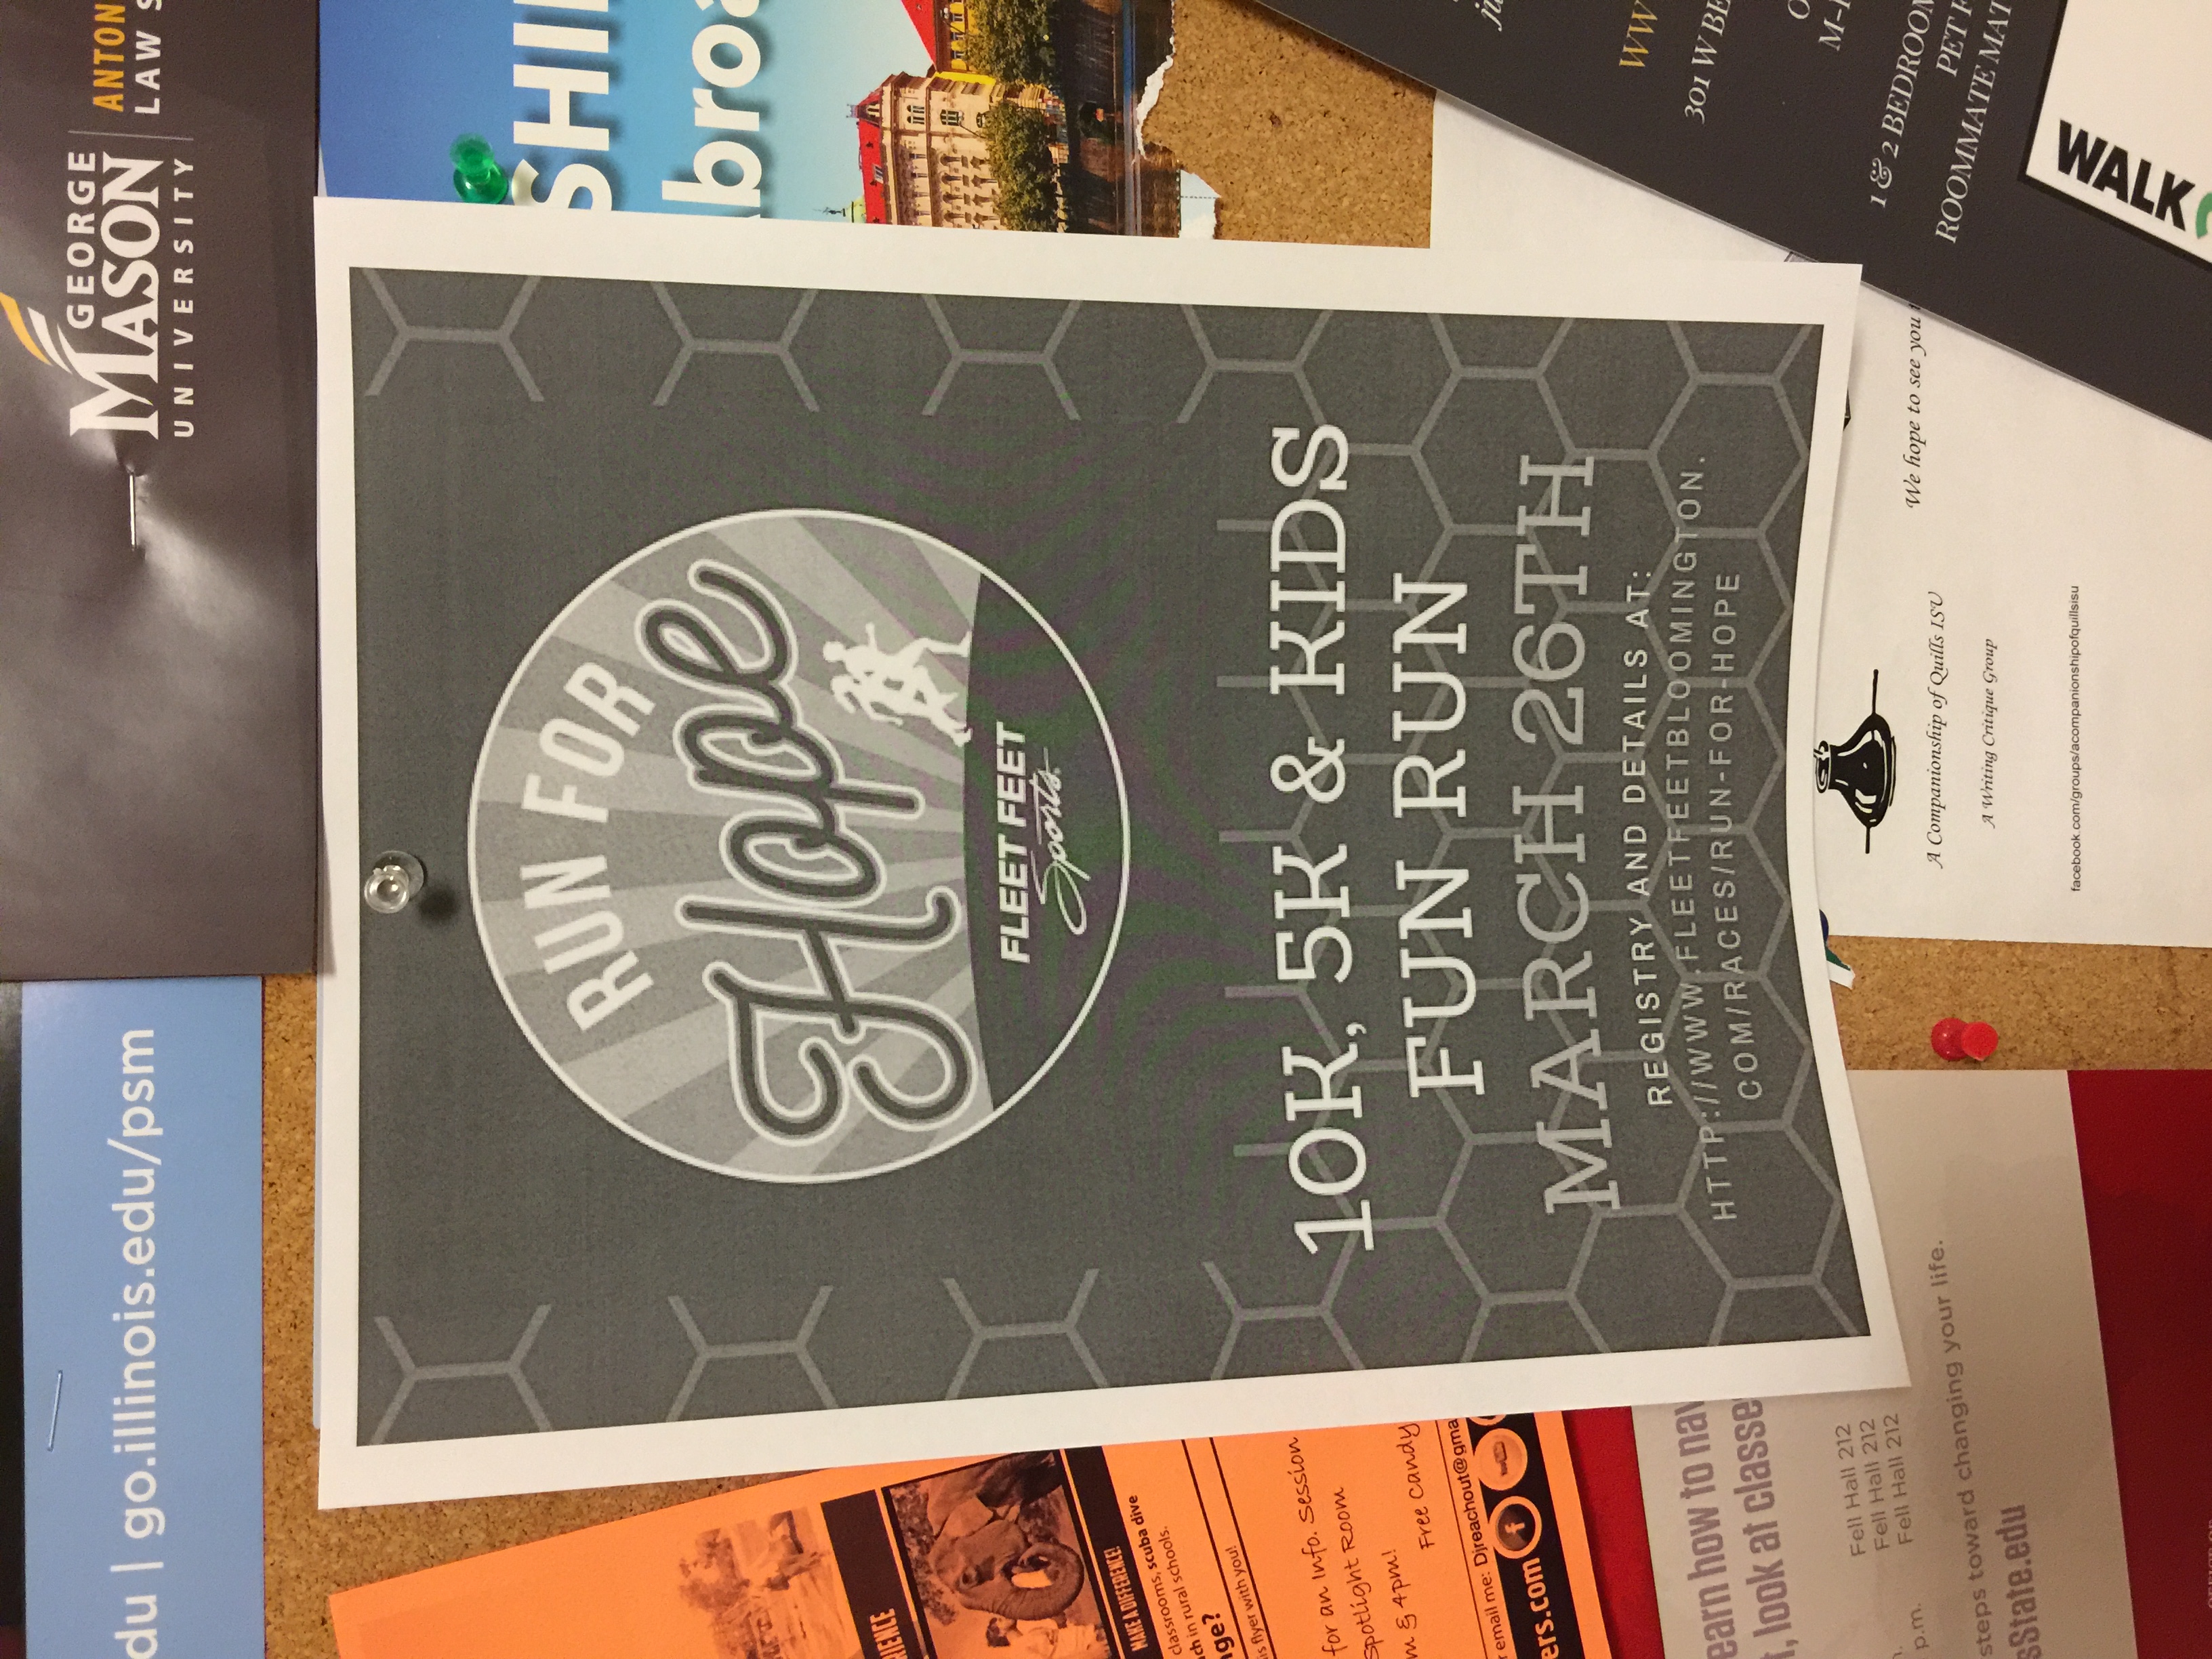 du | go.illinois.edu/psm
GEORGE
MASON
UNIVERSITY
ANTON
LAW S
RUN FOR
Hope
FLEET FEET
Sports
10K, 5K & KIDS
FUN RUN
MARCH 26TH
REGISTRY AND DETAILS AT:
HTTP://WWW.FLEETFEETBLOOMINGTON.
COM/RACES/RUN-FOR-HOPE
SHI
broa
RIENCE
MAKE A DIFFERENCE!
classrooms, scuba dive
ch in rural schools.
nge?
is flyer with you!
for an Info. Session
Spotlight Room
m & 4pm!
Free Candy
r email me: Djreachout@gma
ers.com
earn how to nav
t, look at classe
Fell Hall 212
Fell Hall 212
p.m. Fell Hall 212
steps toward changing your life.
sState.edu
A Companionship of Quills ISU
A Writing Critique Group
facebook.com/groups/acompanionshipofquillsisu
We hope to see you
ju
WW
301 W BE
O
M-
1 & 2 BEDROOM
PET F
ROOMMATE MAT
WALK